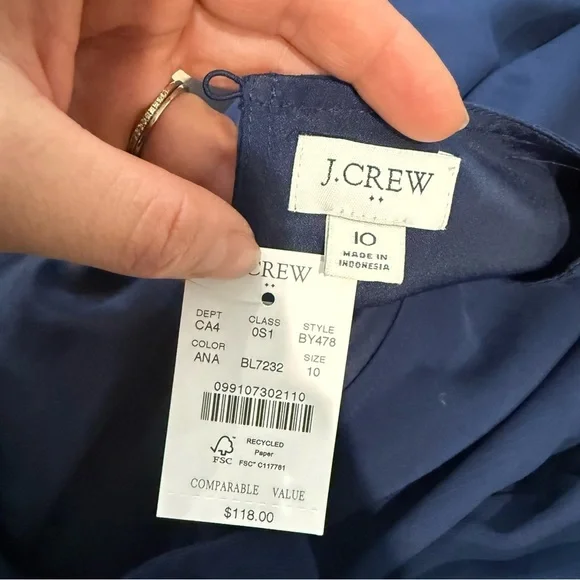 J.CREW
10
MADE IN
INDONESIA
CREW
DEPT CLASS STYLE
CA4 0S1 BY478
COLOR SIZE
ANA BL7232 10
099107302110
FSC
RECYCLED
Paper
FSC® C117761
COMPARABLE VALUE
$118.00